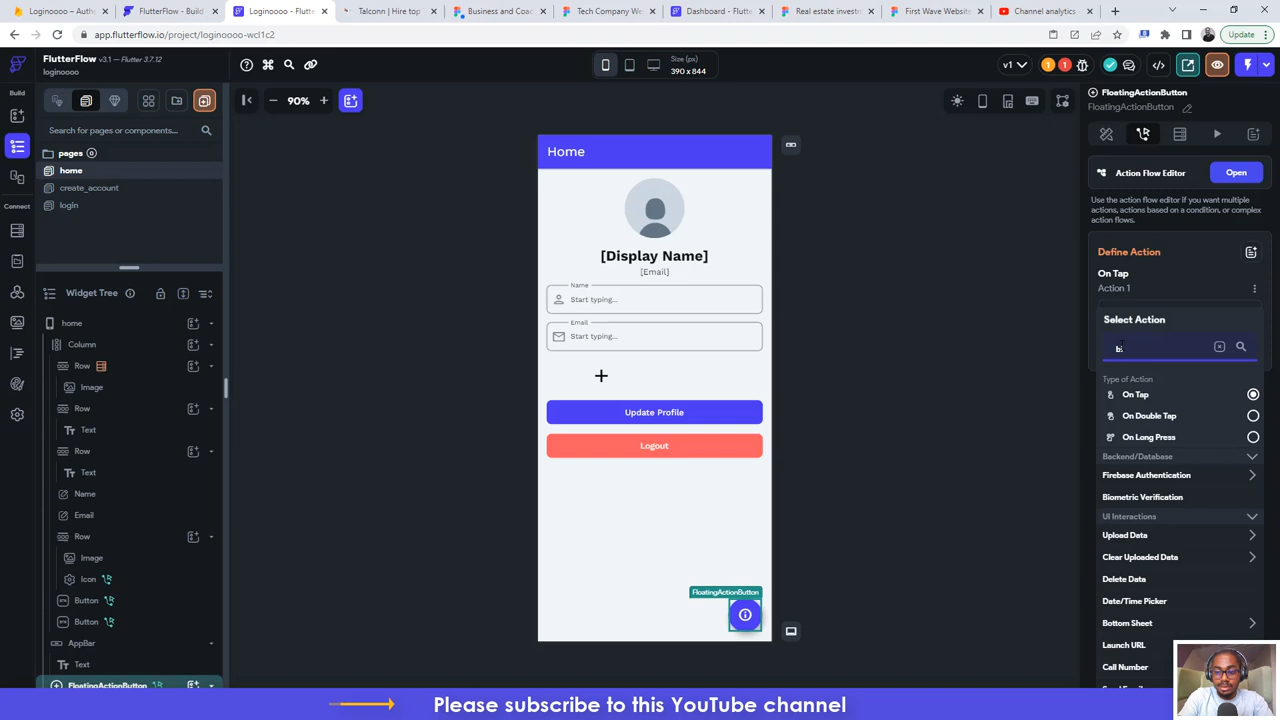 Loginoooo – Authe
FlutterFlow - Build
Loginoooo - Flutter
Talconn | Hire top T
Business and Coac
Tech Company We
Dashboard - Flutte
Real estate investm
First Wave Website
Channel analytics
app.flutterflow.io/project/loginoooo-wcl1c2
Update
FlutterFlow v3.1 – Flutter 3.7.12
loginoooo
Size (px)
390 x 844
v1
1 1
Build
Search for pages or components...
90%
pages 0
home
create_account
login
Connect
Widget Tree
home
Column
Row
Image
Row
Text
Row
Text
Name
Email
Row
Image
Icon
Button
Button
AppBar
Text
FloatingActionButton
Home
[Display Name]
[Email]
Name
Start typing...
Email
Start typing...
Update Profile
Logout
FloatingActionButton
FloatingActionButton
FloatingActionButton
Action Flow Editor
Open
Use the action flow editor if you want multiple
actions, actions based on a condition, or complex
action flows.
Define Action
On Tap
Action 1
Select Action
Type of Action
On Tap
On Double Tap
On Long Press
Backend/Database
Firebase Authentication
Biometric Verification
UI Interactions
Upload Data
Clear Uploaded Data
Delete Data
Date/Time Picker
Bottom Sheet
Launch URL
Call Number
Please subscribe to this YouTube channel